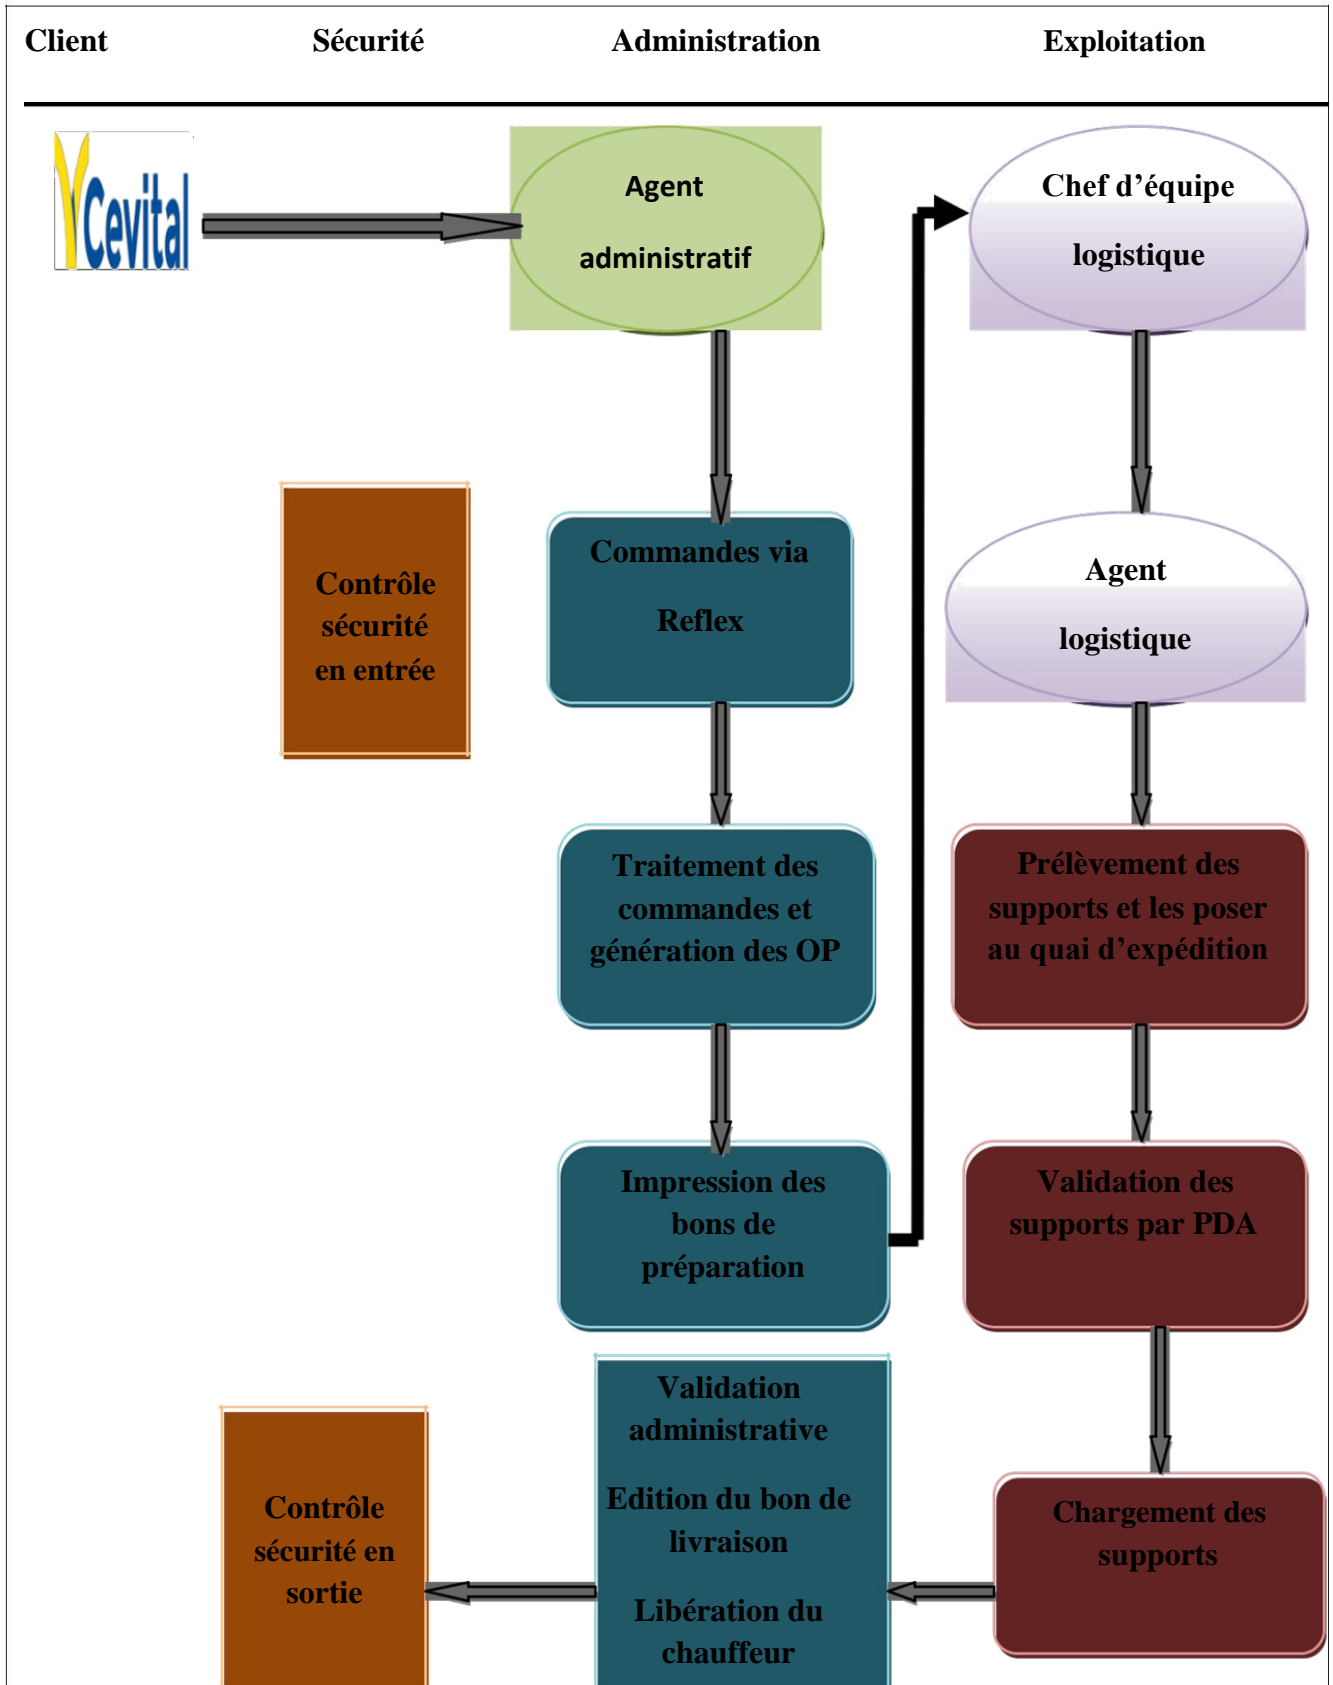 Client Sécurité Administration Exploitation
Cevital
Agent
administratif
Chef d’équipe
logistique
Contrôle
sécurité
en entrée
Commandes via
Reflex
Agent
logistique
Traitement des
commandes et
génération des OP
Prélèvement des
supports et les poser
au quai d’expédition
Impression des
bons de
préparation
Validation des
supports par PDA
Contrôle
sécurité en
sortie
Validation
administrative
Edition du bon de
livraison
Libération du
chauffeur
Chargement des
supports